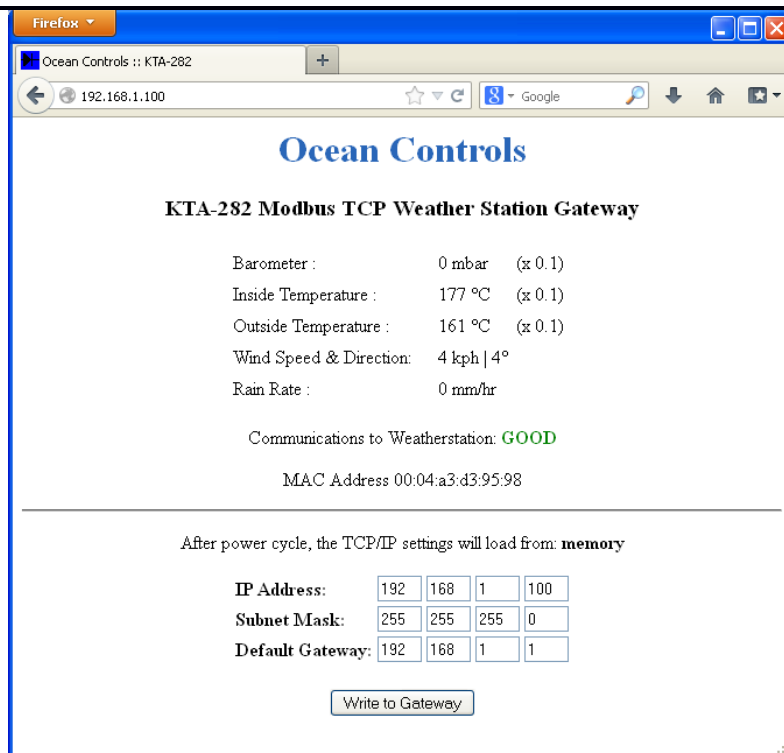 Firefox
Ocean Controls :: KTA-282
192.168.1.100
Google
Ocean Controls
KTA-282 Modbus TCP Weather Station Gateway
Barometer : 0 mbar (x 0.1)
Inside Temperature : 177 ºC (x 0.1)
Outside Temperature : 161 ºC (x 0.1)
Wind Speed & Direction: 4 kph | 4º
Rain Rate : 0 mm/hr
Communications to Weatherstation: GOOD
MAC Address 00:04:a3:d3:95:98
After power cycle, the TCP/IP settings will load from: memory
IP Address: 192 168 1 100
Subnet Mask: 255 255 255 0
Default Gateway: 192 168 1 1
Write to Gateway